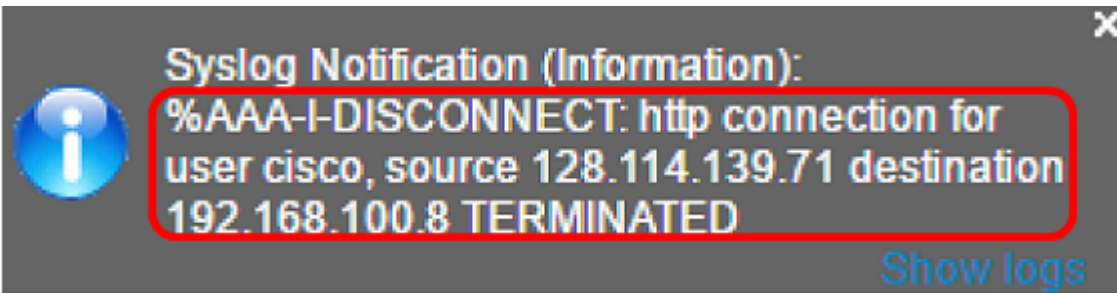 Syslog Notification (Information):
%AAA-I-DISCONNECT: http connection for
user cisco, source 128.114.139.71 destination
192.168.100.8 TERMINATED
Show logs